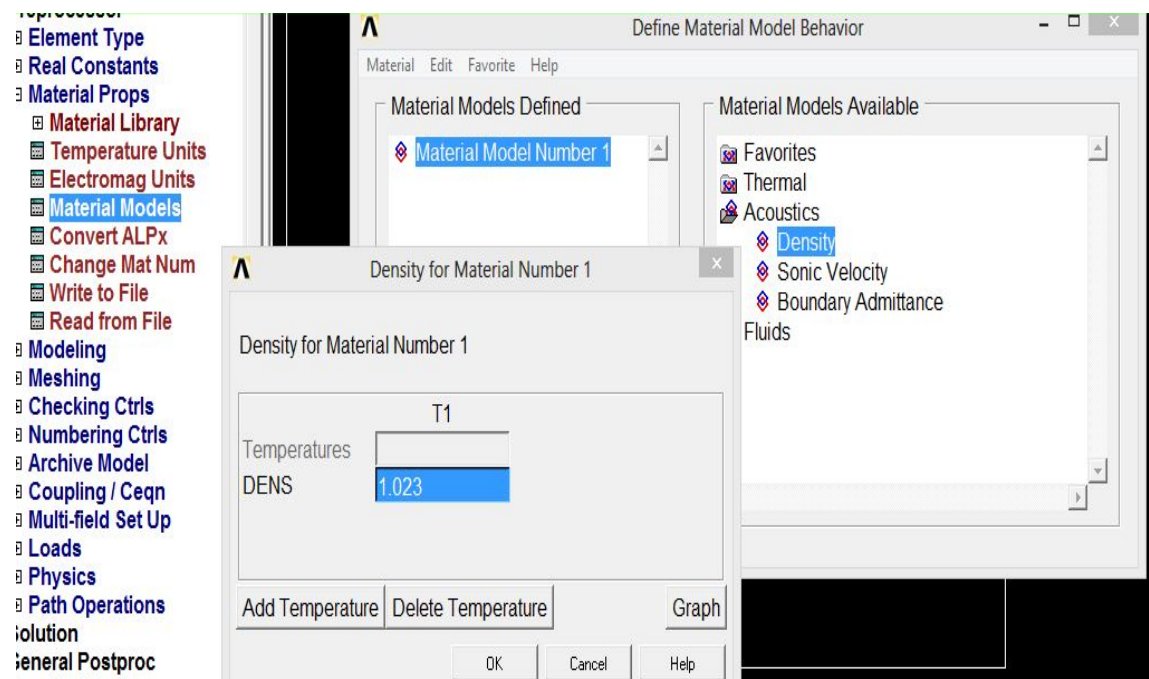 Element Type
Real Constants
Material Props
Material Library
Temperature Units
Electromag Units
Material Models
Convert ALPx
Change Mat Num
Write to File
Read from File
Modeling
Meshing
Checking Ctrls
Numbering Ctrls
Archive Model
Coupling / Ceqn
Multi-field Set Up
Loads
Physics
Path Operations
olution
eneral Postproc
Define Material Model Behavior
Material Edit Favorite Help
Material Models Defined
Material Model Number 1
Material Models Available
Favorites
Thermal
Acoustics
Density
Sonic Velocity
Boundary Admittance
Fluids
Density for Material Number 1
Density for Material Number 1
T1
Temperatures
DENS 1.023
Add Temperature Delete Temperature Graph
OK Cancel Help